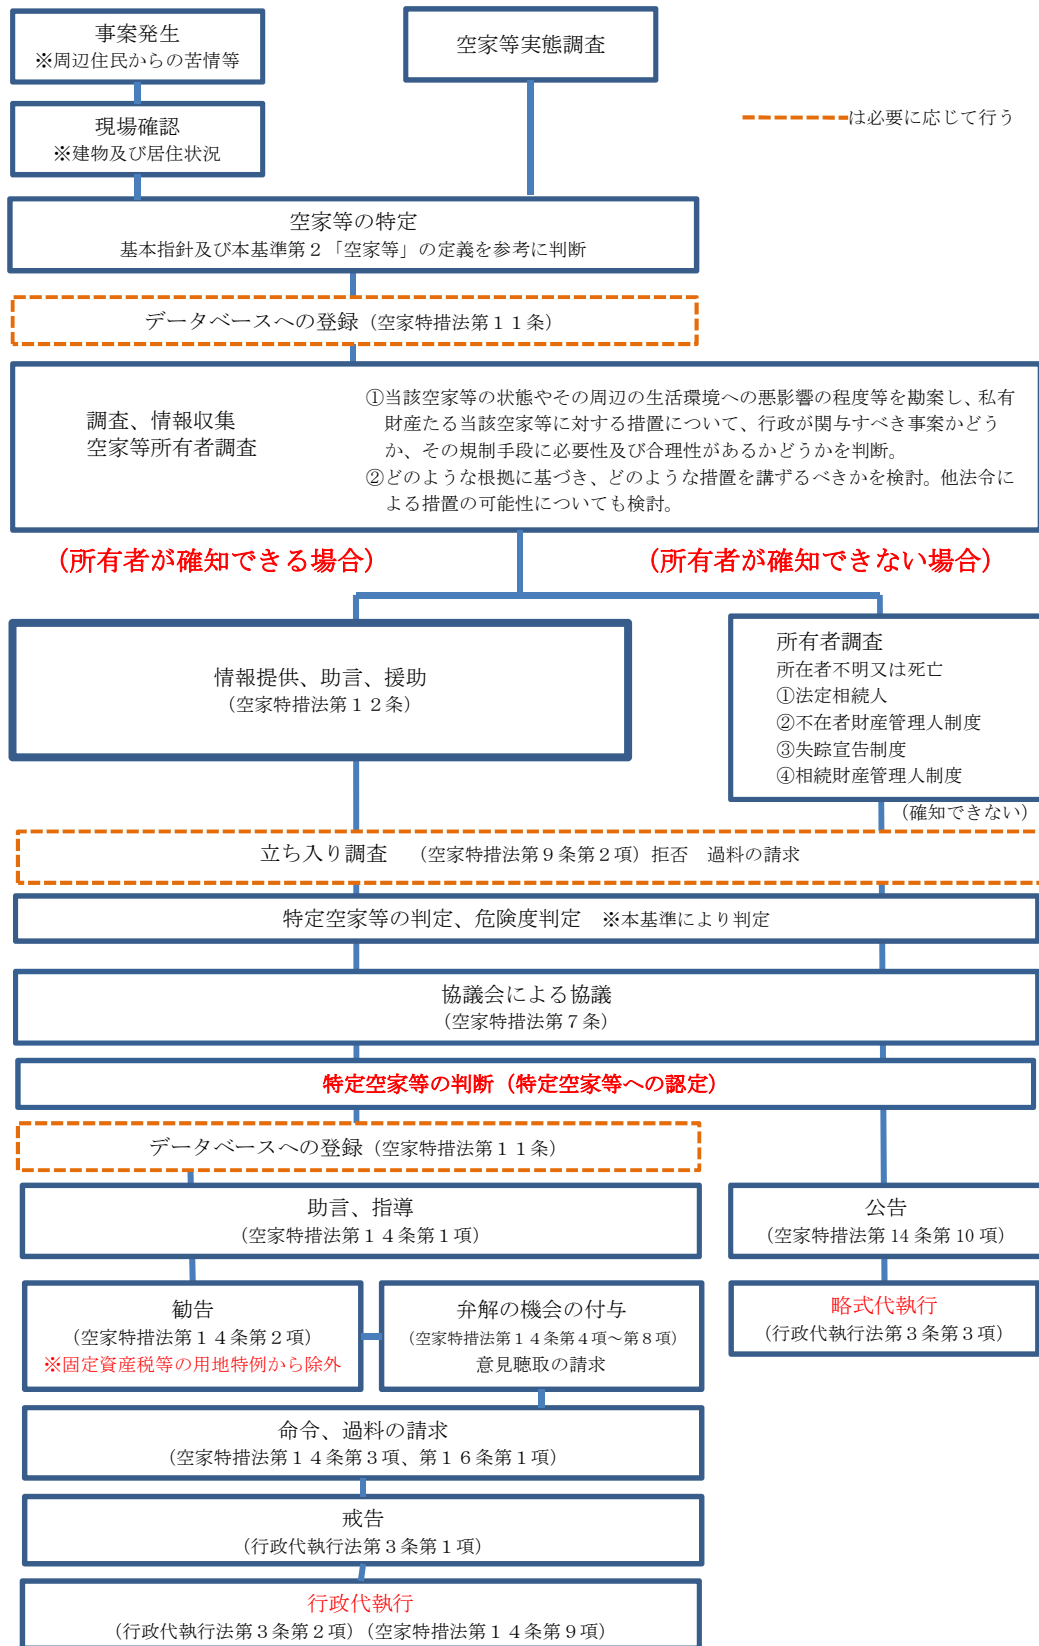 事案発生
※周辺住民からの苦情等
空家等実態調査
現場確認
※建物及び居住状況
は必要に応じて行う
空家等の特定
基本指針及び本基準第２「空家等」の定義を参考に判断
データベースへの登録（空家特措法第１１条）
調査、情報収集
空家等所有者調査
①当該空家等の状態やその周辺の生活環境への悪影響の程度等を勘案し、私有
財産たる当該空家等に対する措置について、行政が関与すべき事案かどう
か、その規制手段に必要性及び合理性があるかどうかを判断。
②どのような根拠に基づき、どのような措置を講ずるべきかを検討。他法令に
よる措置の可能性についても検討。
（所有者が確知できる場合）
（所有者が確知できない場合）
情報提供、助言、援助
（空家特措法第１２条）
所有者調査
所在者不明又は死亡
①法定相続人
②不在者財産管理人制度
③失踪宣告制度
④相続財産管理人制度
（確知できない）
立ち入り調査　（空家特措法第９条第２項）拒否　過料の請求
特定空家等の判定、危険度判定　※本基準により判定
協議会による協議
（空家特措法第７条）
特定空家等の判断（特定空家等への認定）
データベースへの登録（空家特措法第１１条）
助言、指導
（空家特措法第１４条第１項）
公告
（空家特措法第 14 条第 10 項）
勧告
（空家特措法第１４条第２項）
※固定資産税等の用地特例から除外
弁解の機会の付与
（空家特措法第１４条第４項～第８項）
意見聴取の請求
略式代執行
（行政代執行法第３条第３項）
命令、過料の請求
（空家特措法第１４条第３項、第１６条第１項）
戒告
（行政代執行法第３条第１項）
行政代執行
（行政代執行法第３条第２項）（空家特措法第１４条第９項）